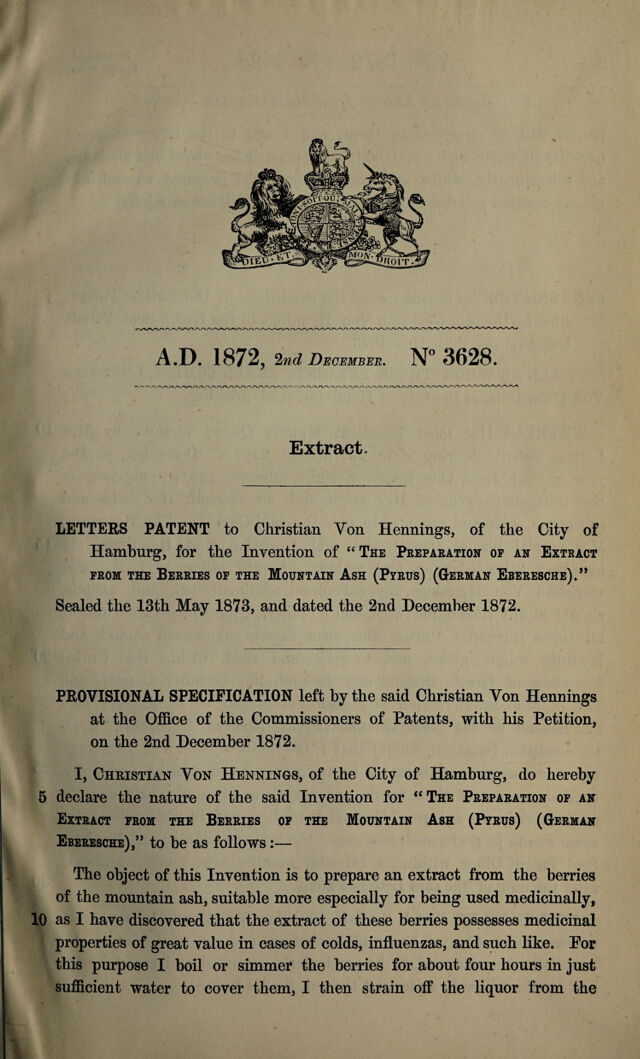 HONI SOIT QUI MAL Y PENSE
DIEU ET MON DROIT.
A.D. 1872, 2nd DECEMBER. No 3628.
Extract.
LETTERS PATENT to Christian Von Hennings, of the City of
Hamburg, for the Invention of “THE PREPARATION OF AN EXTRACT
FROM THE BERRIES OF THE MOUNTAIN ASH (PYRUS) (GERMAN EBERESCHE).”
Sealed the 13th May 1873, and dated the 2nd December 1872.
PROVISIONAL SPECIFICATION left by the said Christian Von Hennings
at the Office of the Commissioners of Patents, with his Petition,
on the 2nd December 1872.
I, CHRISTIAN VON HENNINGS, of the City of Hamburg, do hereby
5 declare the nature of the said Invention for “THE PREPARATION OF AN
EXTRACT FROM THE BERRIES OF THE MOUNTAIN ASH (PYRUS) (GERMAN
EBERESCHE),” to be as follows:—
The object of this Invention is to prepare an extract from the berries
of the mountain ash, suitable more especially for being used medicinally,
10 as I have discovered that the extract of these berries possesses medicinal
properties of great value in cases of colds, influenzas, and such like. For
this purpose I boil or simmer the berries for about four hours in just
sufficient water to cover them, I then strain off the liquor from the